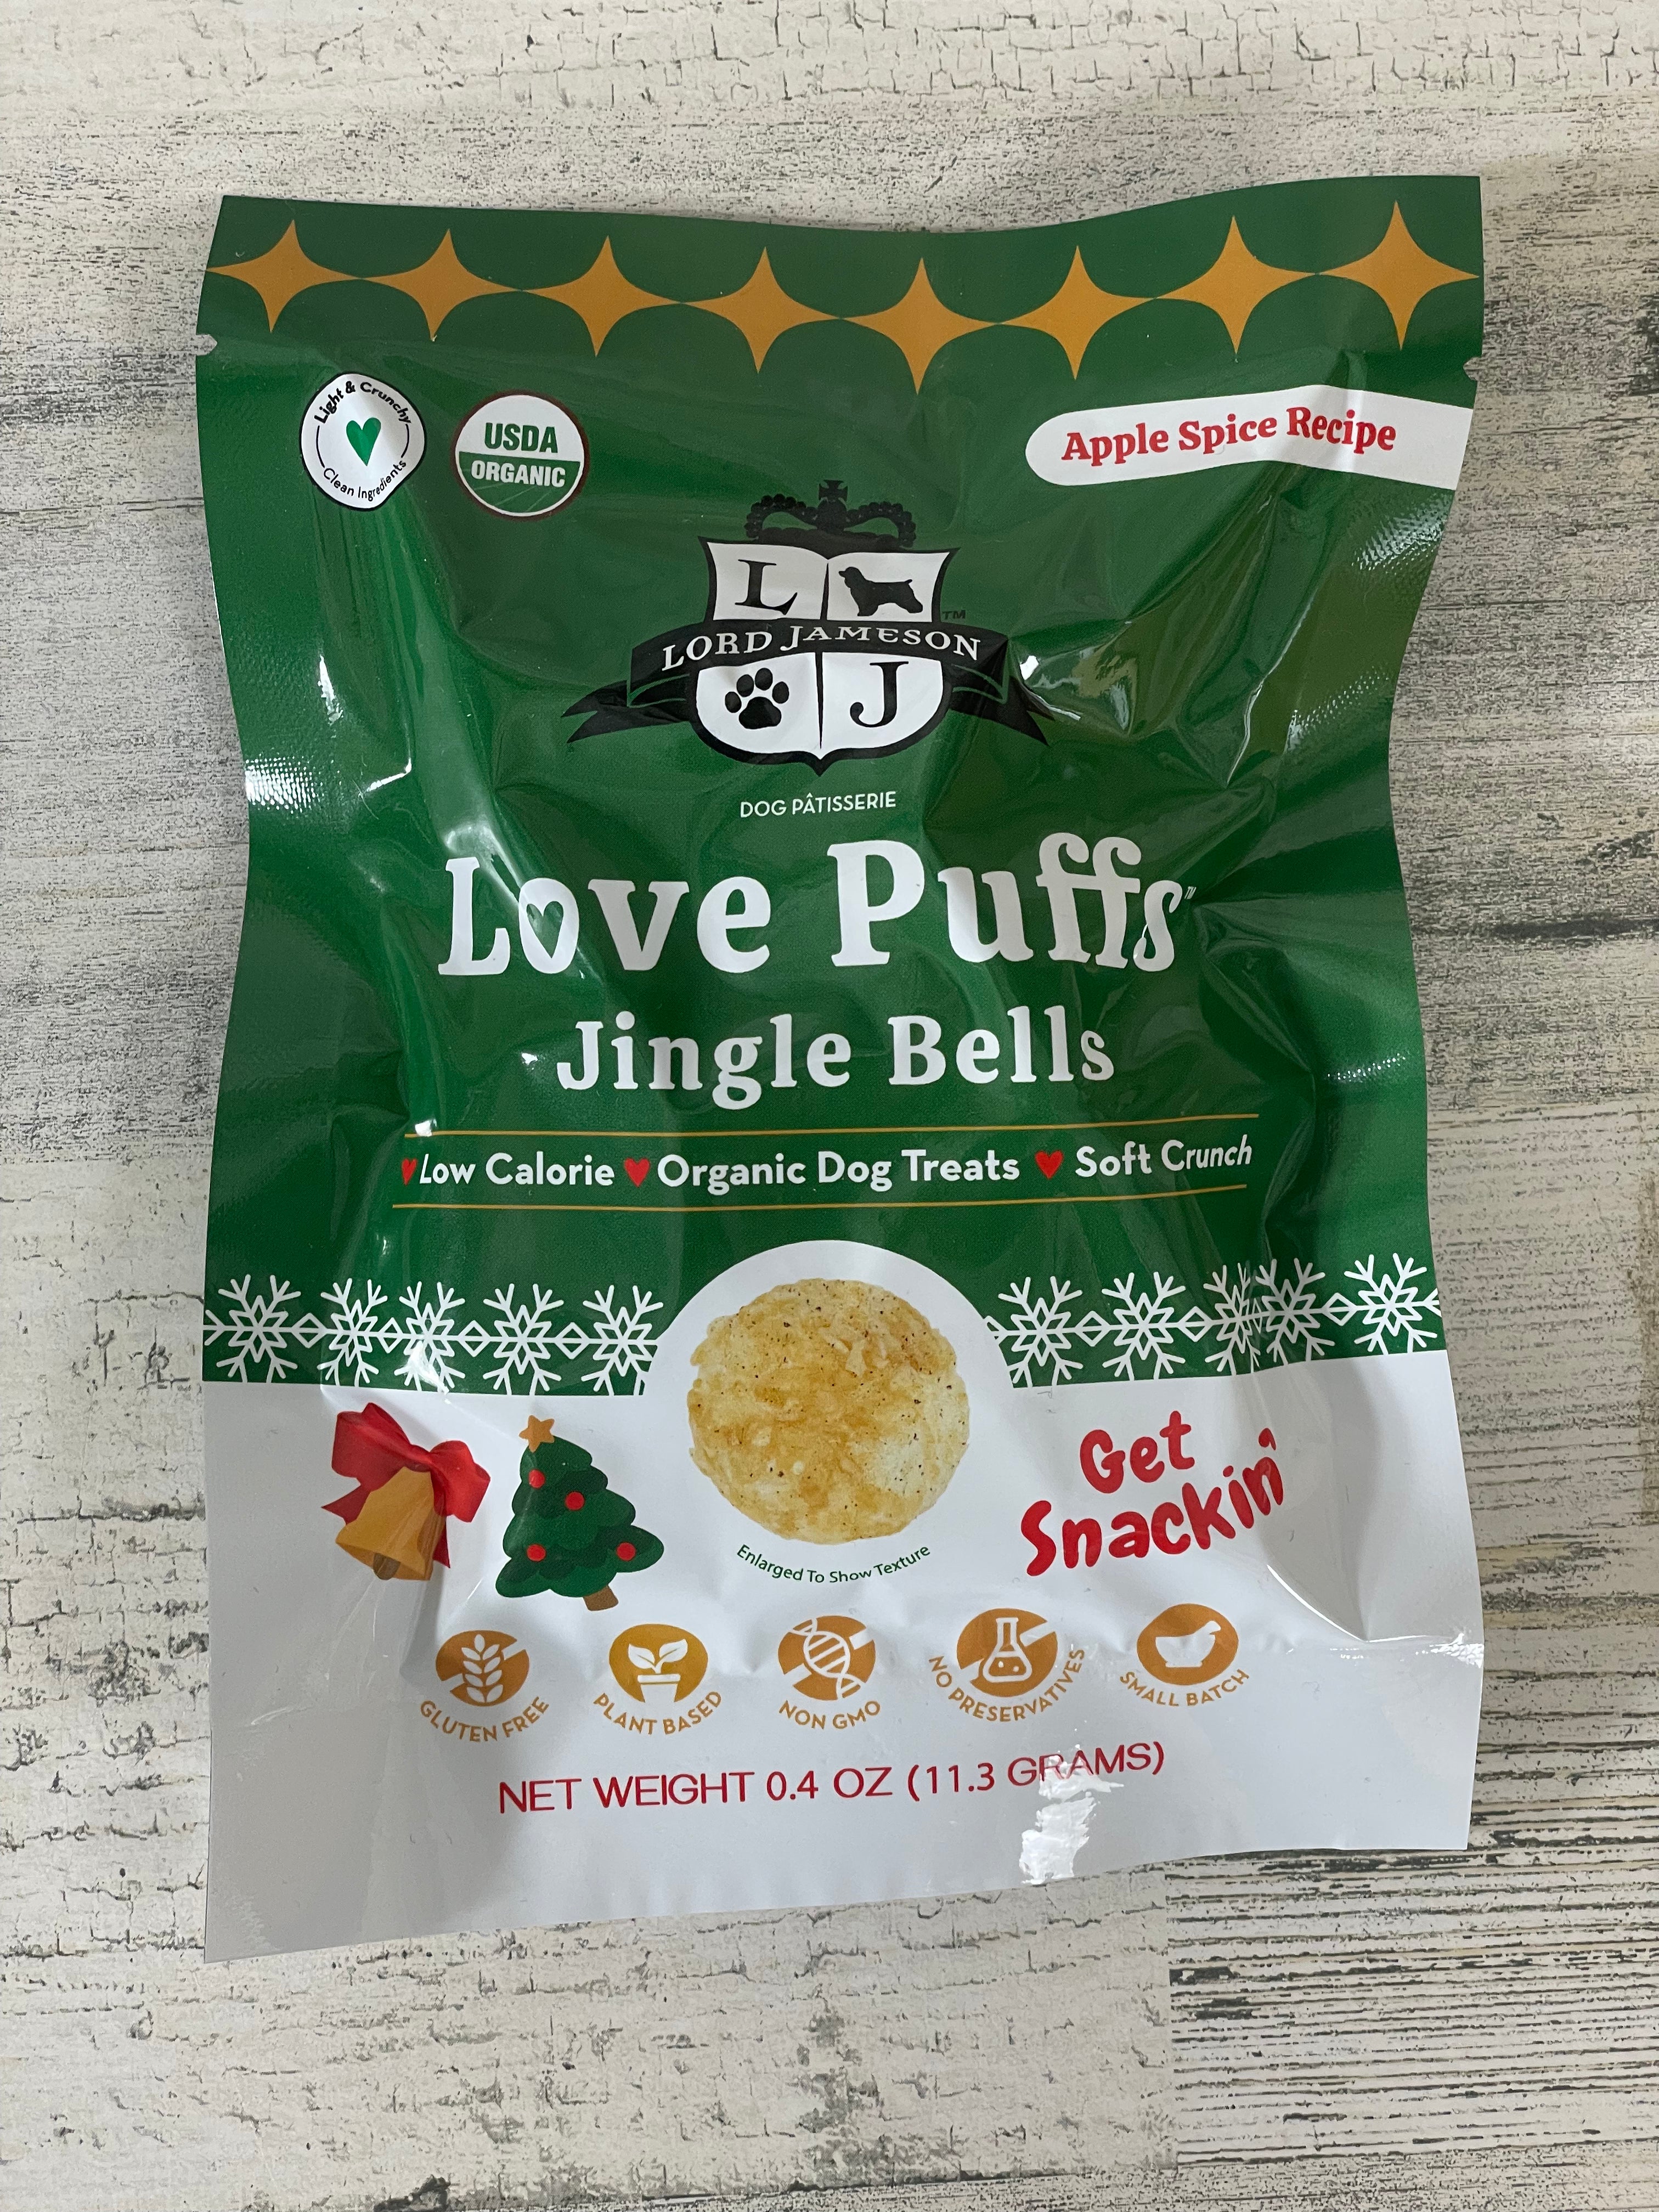 Light & Crunchy
Clean Ingredients
USDA
ORGANIC
Apple Spice Recipe
L
LORD JAMESON
TM
J
DOG PÂTISSERIE
Love Puffs™
Jingle Bells
Low Calorie ♥ Organic Dog Treats ♥ Soft Crunch
Get
Snackin'
Enlarged To Show Texture
GLUTEN FREE
PLANT BASED
NON GMO
NO PRESERVATIVES
SMALL BATCH
NET WEIGHT 0.4 OZ (11.3 GRAMS)